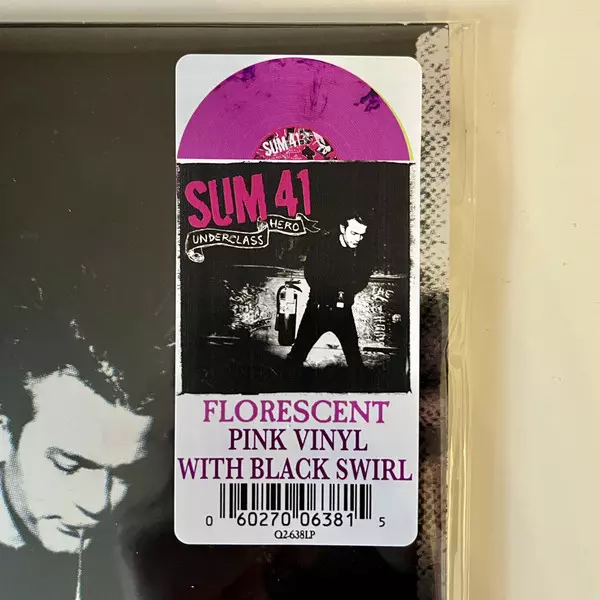 SUM 41
SUM 41
UNDERCLASS HERO
FLORESCENT
PINK VINYL
WITH BLACK SWIRL
0 60270 06381 5
Q2-638LP